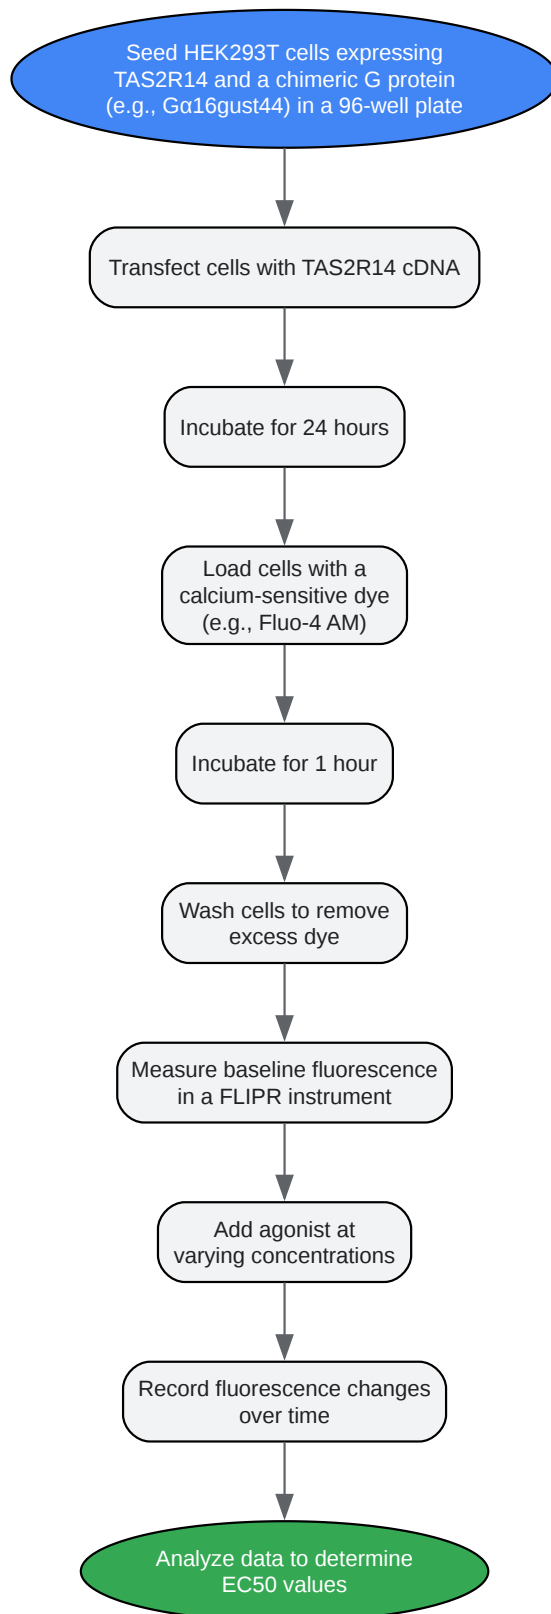 Seed HEK293T cells expressing
TAS2R14 and a chimeric G protein
(e.g., Gα16gust44) in a 96-well plate
Transfect cells with TAS2R14 cDNA
Incubate for 24 hours
Load cells with a
calcium-sensitive dye
(e.g., Fluo-4 AM)
Incubate for 1 hour
Wash cells to remove
excess dye
Measure baseline fluorescence
in a FLIPR instrument
Add agonist at
varying concentrations
Record fluorescence changes
over time
Analyze data to determine
EC50 values